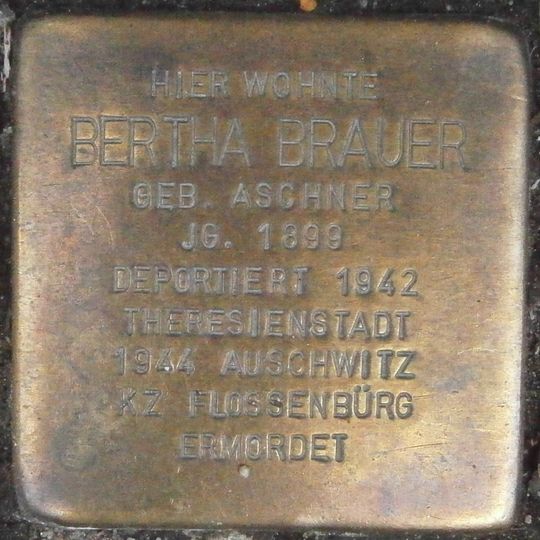 HIER WOHNTE
BERTHA BRAUER
GEB. ASCHNER
JG. 1899
DEPORTIERT 1942
THERESIENSTADT
1944 AUSCHWITZ
KZ FLOSSENBÜRG
ERMORDET